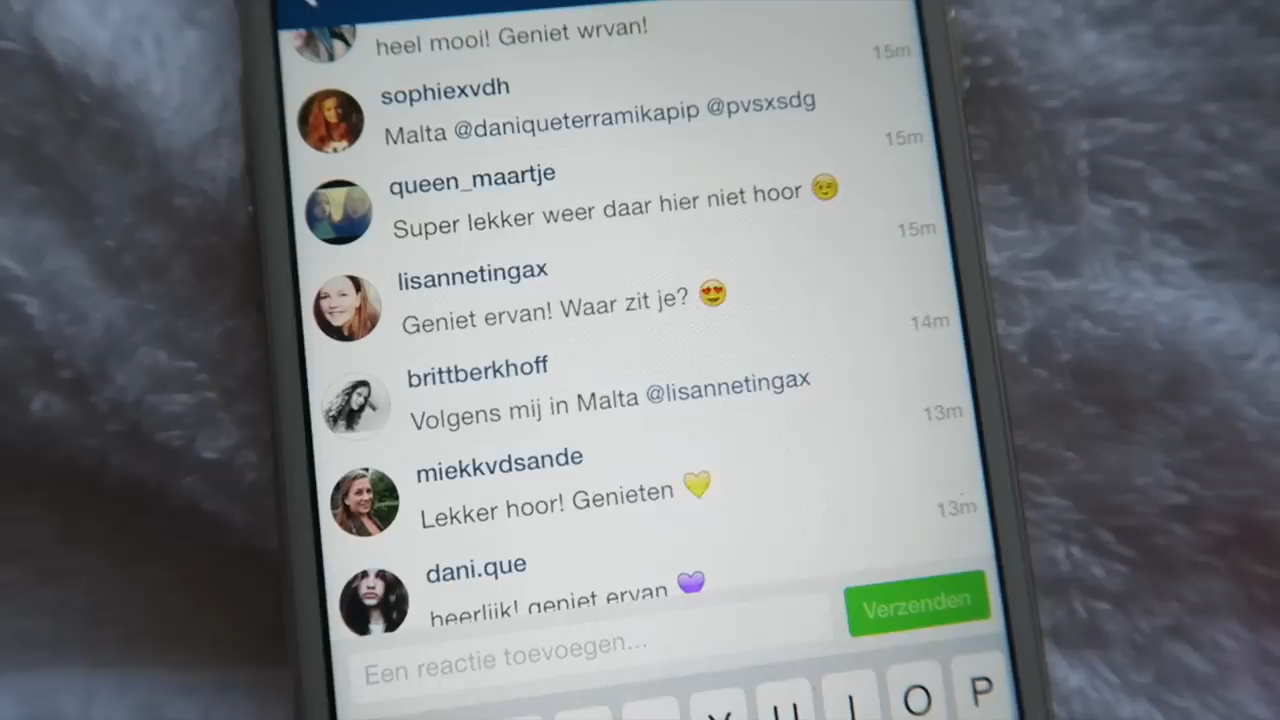 heel mooi! Geniet wrvan!
15m
sophiexvdh
Malta @daniqueterramikapip @pvsxsdg
15m
queen_maartje
Super lekker weer daar hier niet hoor
15m
lisannetingax
Geniet ervan! Waar zit je?
14m
brittberkhoff
Volgens mij in Malta @lisannetingax
13m
miekkvdsande
Lekker hoor! Genieten
13m
dani.que
heerlijk! geniet ervan
Een reactie toevoegen...
Verzenden
Y U I O P